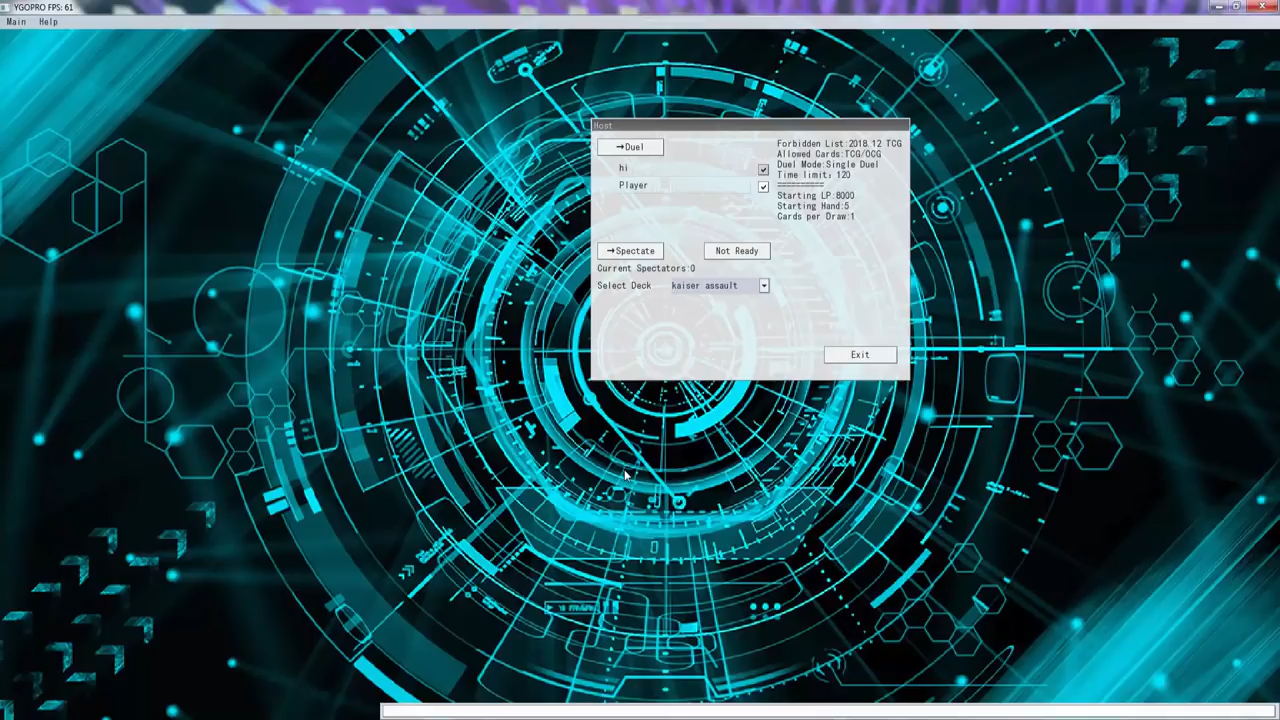 YGOPRO FPS: 61
Main Help
Host
→Duel
hi
Player
Forbidden List:2018.12 TCG
Allowed Cards:TCG/OCG
Duel Mode:Single Duel
Time limit: 120
==========
Starting LP:8000
Starting Hand:5
Cards per Draw:1
→Spectate
Not Ready
Current Spectators:0
Select Deck kaiser assault
Exit
22.4